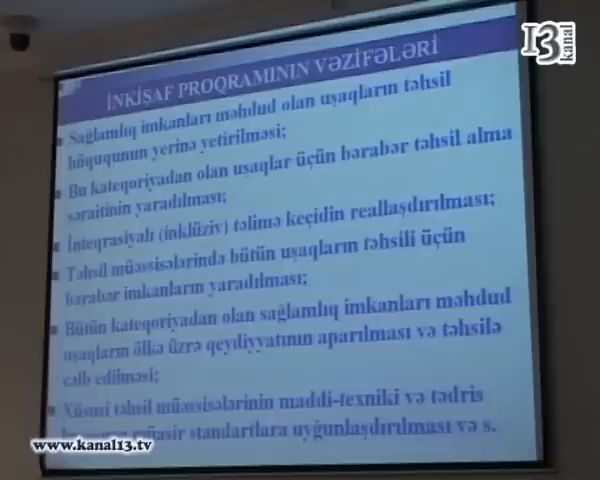 13 kanal
İNKİŞAF PROQRAMININ VƏZİFƏLƏRİ
Sağlamlıq imkanları məhdud olan uşaqların təhsil
hüququnun yerinə yetirilməsi;
Bu kateqoriyadan olan uşaqlar üçün bərabər təhsil alma
şəraitinin yaradılması;
İnteqrasiyalı (inklüziv) təlimə keçidin reallaşdırılması;
Təhsil müəssisələrində bütün uşaqların təhsili üçün
bərabər imkanların yaradılması;
Bütün kateqoriyadan olan sağlamlıq imkanları məhdud
uşaqların ölkə üzrə qeydiyyatının aparılması və təhsilə
cəlb edilməsi;
Xüsusi təhsil müəssisələrinin maddi-texniki və tədris
müasir standartlara uyğunlaşdırılması və s.
www.kanal13.tv